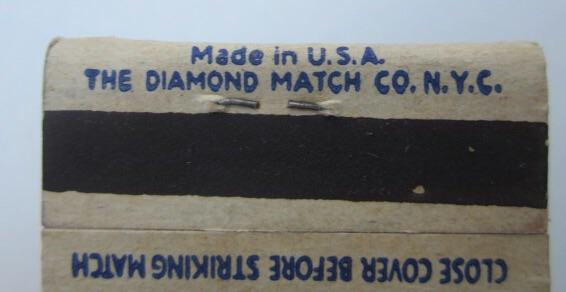 Made in U.S.A.
THE DIAMOND MATCH CO. N.Y.C.
CLOSE COVER BEFORE STRIKING MATCH